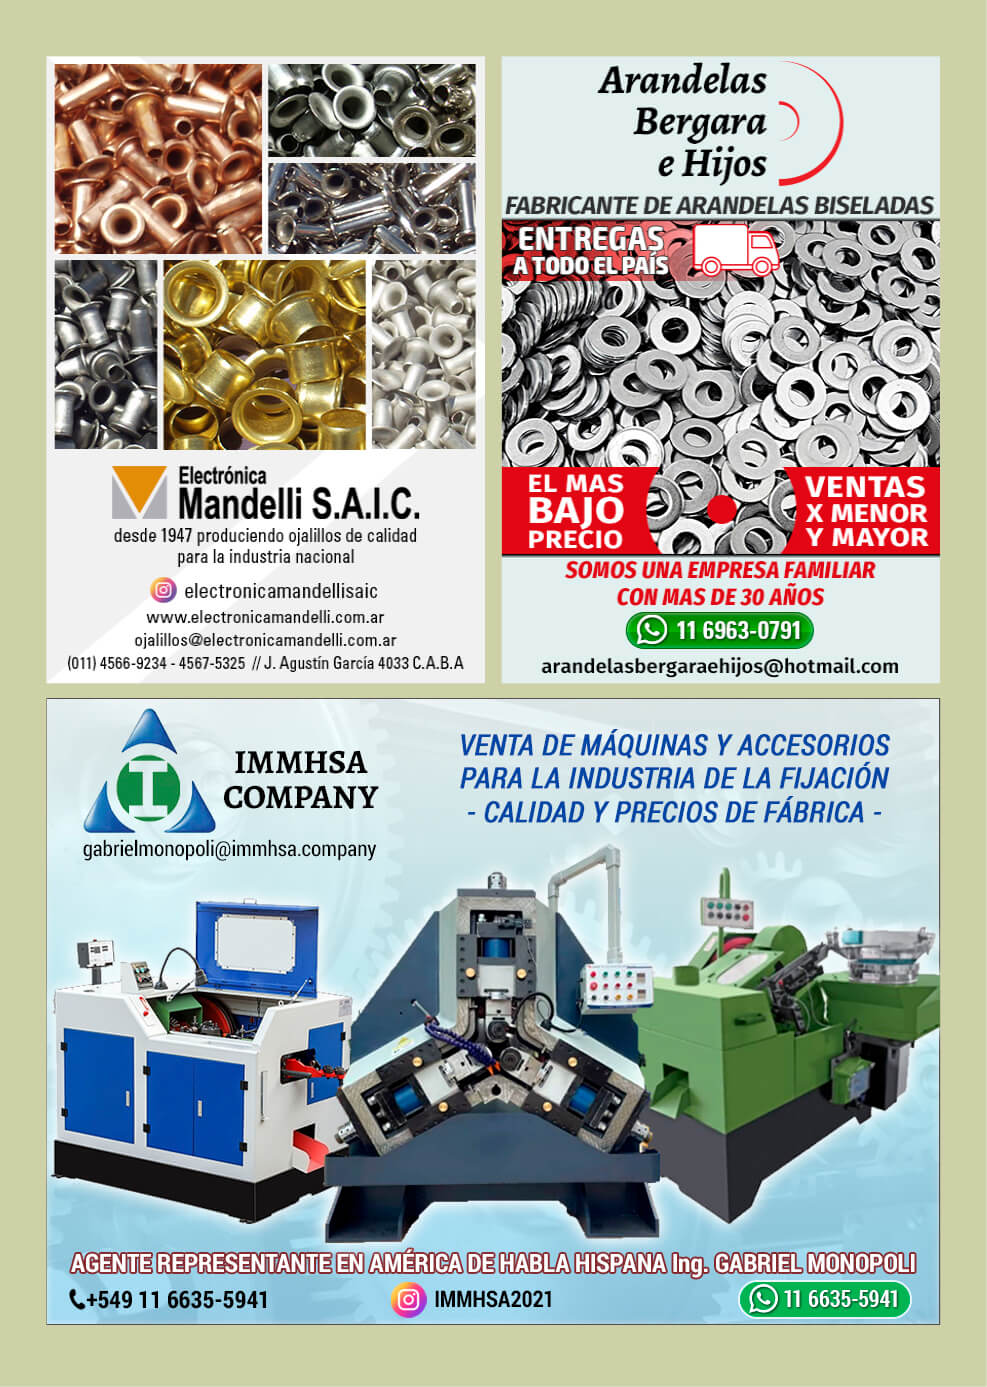 Electrónica
Mandelli S.A.I.C.
desde 1947 produciendo ojalillos de calidad
para la industria nacional
electronicamandellisaic
www.electronicamandelli.com.ar
ojalillos@electronicamandelli.com.ar
(011) 4566-9234 - 4567-5325 // J. Agustín García 4033 C.A.B.A
Arandelas
Bergara
e Hijos
FABRICANTE DE ARANDELAS BISELADAS
ENTREGAS
A TODO EL PAÍS
EL MAS
BAJO
PRECIO
VENTAS
X MENOR
Y MAYOR
SOMOS UNA EMPRESA FAMILIAR
CON MAS DE 30 AÑOS
11 6963-0791
arandelasbergaraehijos@hotmail.com
I
IMMHSA
COMPANY
gabrielmonopoli@immhsa.company
VENTA DE MÁQUINAS Y ACCESORIOS
PARA LA INDUSTRIA DE LA FIJACIÓN
- CALIDAD Y PRECIOS DE FÁBRICA -
AGENTE REPRESENTANTE EN AMÉRICA DE HABLA HISPANA Ing. GABRIEL MONOPOLI
+549 11 6635-5941
IMMHSA2021
11 6635-5941